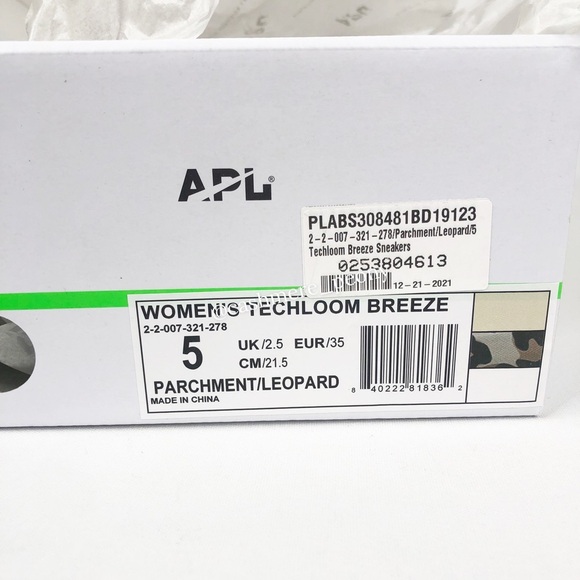 APL®
PLABS308481BD19123
2-2-007-321-278/Parchment/Leopard/5
Techloom Breeze Sneakers
0253804613
12-21-2021
WOMEN'S TECHLOOM BREEZE
2-2-007-321-278
5 UK/2.5 EUR/35
CM/21.5
PARCHMENT/LEOPARD
MADE IN CHINA
8 40222 81836 2